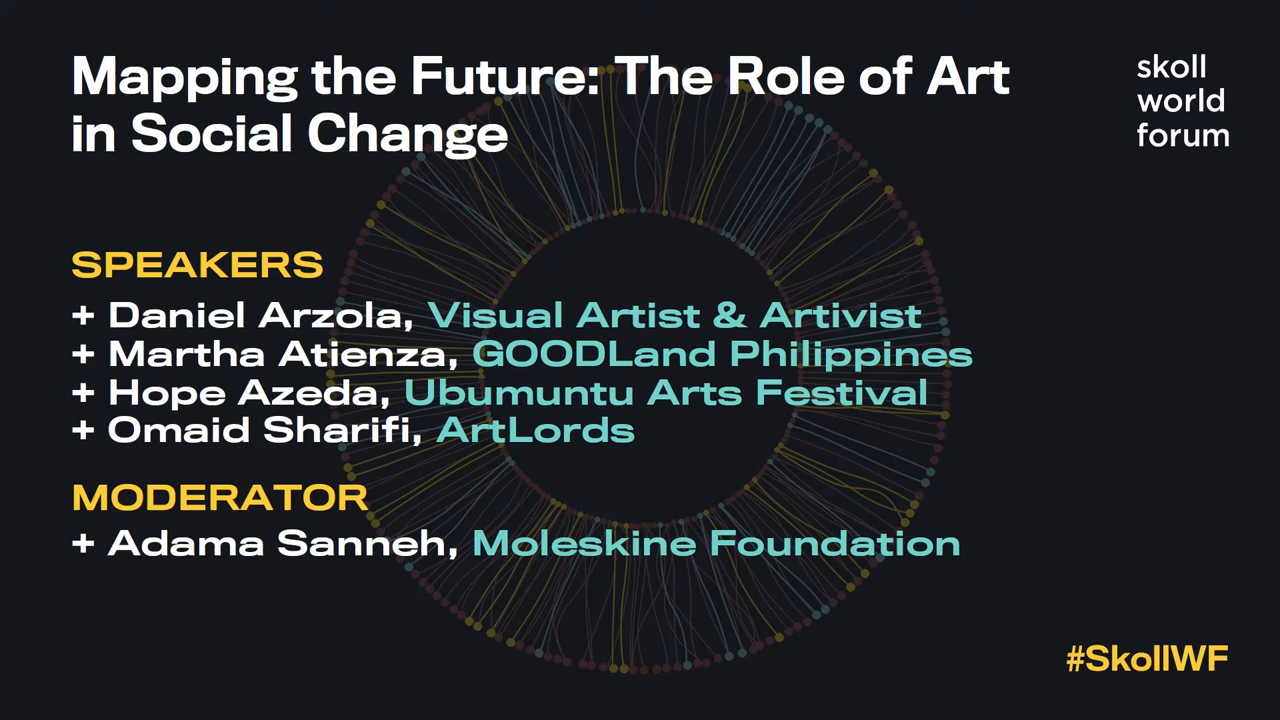 Mapping the Future: The Role of Art
in Social Change
skoll
world
forum
SPEAKERS
+ Daniel Arzola, Visual Artist & Artivist
+ Martha Atienza, GOODLand Philippines
+ Hope Azeda, Ubumuntu Arts Festival
+ Omaid Sharifi, ArtLords
MODERATOR
+ Adama Sanneh, Moleskine Foundation
#SkollWF